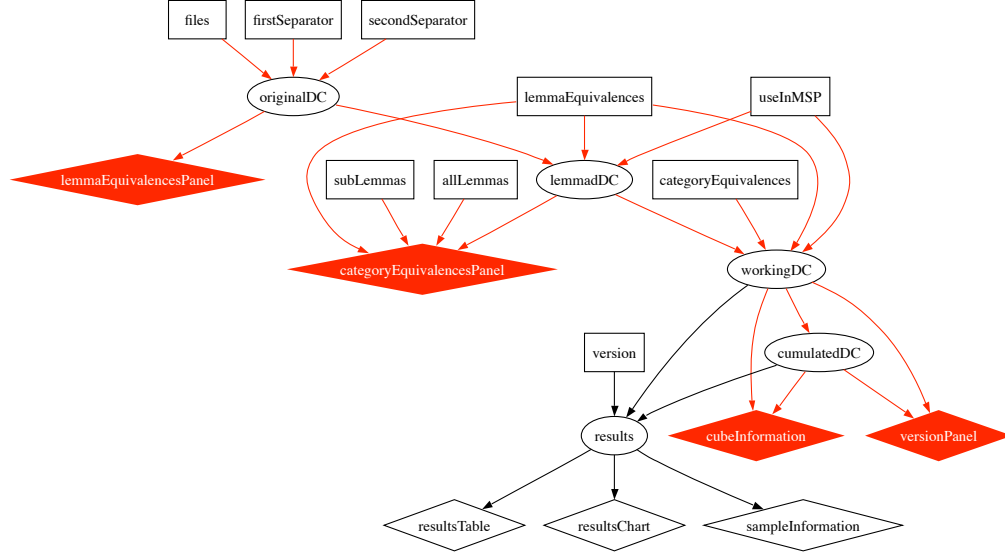 files
firstSeparator
secondSeparator
originalDC
lemmaEquivalences
useInMSP
lemmaEquivalencesPanel
subLemmas
allLemmas
lemmadDC
categoryEquivalences
categoryEquivalencesPanel
workingDC
version
cumulatedDC
results
cubeInformation
versionPanel
resultsTable
resultsChart
sampleInformation